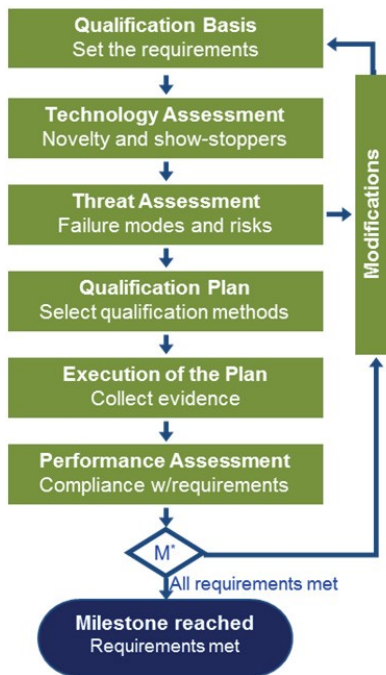 Qualification Basis
Set the requirements
Technology Assessment
Novelty and show-stoppers
Threat Assessment
Failure modes and risks
Modifications
Qualification Plan
Select qualification methods
Execution of the Plan
Collect evidence
Performance Assessment
Compliance w/requirements
M*
All requirements met
Milestone reached
Requirements met